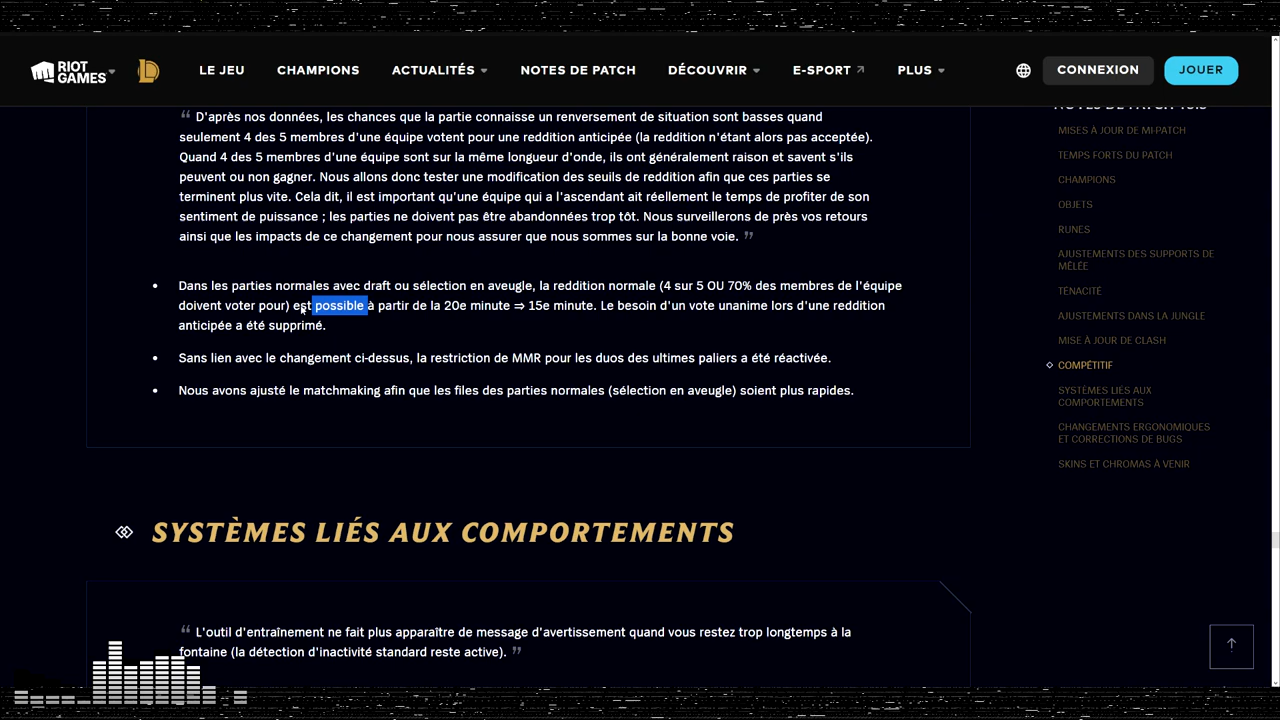 RIOT GAMES
LE JEU
CHAMPIONS
ACTUALITÉS
NOTES DE PATCH
DÉCOUVRIR
E-SPORT
PLUS
CONNEXION
JOUER
“ D'après nos données, les chances que la partie connaisse un renversement de situation sont basses quand
seulement 4 des 5 membres d'une équipe votent pour une reddition anticipée (la reddition n'étant alors pas acceptée).
Quand 4 des 5 membres d'une équipe sont sur la même longueur d'onde, ils ont généralement raison et savent s'ils
peuvent ou non gagner. Nous allons donc tester une modification des seuils de reddition afin que ces parties se
terminent plus vite. Cela dit, il est important qu'une équipe qui a l'ascendant ait réellement le temps de profiter de son
sentiment de puissance ; les parties ne doivent pas être abandonnées trop tôt. Nous surveillerons de près vos retours
ainsi que les impacts de ce changement pour nous assurer que nous sommes sur la bonne voie. ”
• Dans les parties normales avec draft ou sélection en aveugle, la reddition normale (4 sur 5 OU 70% des membres de l'équipe
doivent voter pour) est possible à partir de la 20e minute ⇒ 15e minute. Le besoin d'un vote unanime lors d'une reddition
anticipée a été supprimé.
• Sans lien avec le changement ci-dessus, la restriction de MMR pour les duos des ultimes paliers a été réactivée.
• Nous avons ajusté le matchmaking afin que les files des parties normales (sélection en aveugle) soient plus rapides.
SYSTÈMES LIÉS AUX COMPORTEMENTS
“ L'outil d'entraînement ne fait plus apparaître de message d'avertissement quand vous restez trop longtemps à la
fontaine (la détection d'inactivité standard reste active). ”
MISES À JOUR DE MI-PATCH
TEMPS FORTS DU PATCH
CHAMPIONS
OBJETS
RUNES
AJUSTEMENTS DES SUPPORTS DE
MÊLÉE
TÉNACITÉ
AJUSTEMENTS DANS LA JUNGLE
MISE À JOUR DE CLASH
COMPÉTITIF
SYSTÈMES LIÉS AUX
COMPORTEMENTS
CHANGEMENTS ERGONOMIQUES
ET CORRECTIONS DE BUGS
SKINS ET CHROMAS À VENIR